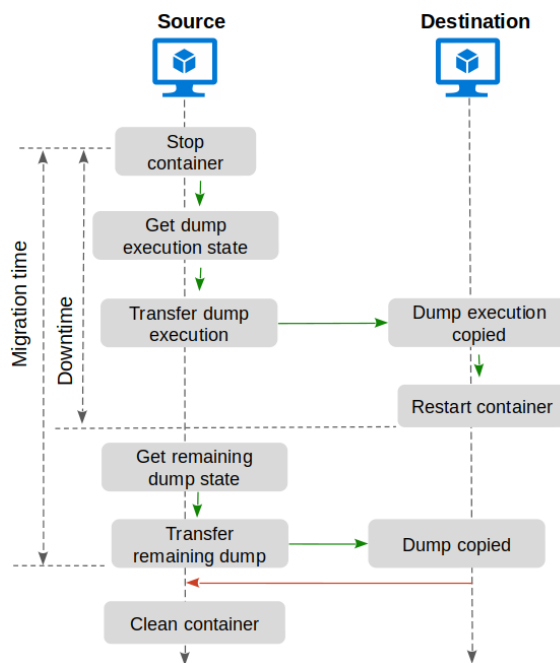 Source
Destination
Stop
container
Get dump
execution state
Transfer dump
execution
Dump execution
copied
Restart container
Migration time
Downtime
Get remaining
dump state
Transfer
remaining dump
Dump copied
Clean container